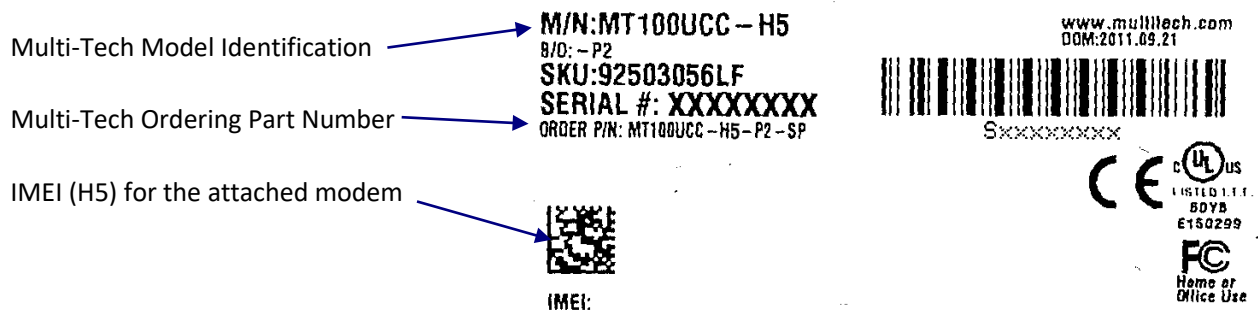 Multi-Tech Model Identification
Multi-Tech Ordering Part Number
IMEI (H5) for the attached modem
M/N:MT100UCC-H5
B/D:-P2
SKU:92503056LF
SERIAL #: XXXXXXXX
ORDER P/N: MT100UCC-H5-P2-SP
IMEI:
www.multitech.com
DOM:2011.09.21
Sxxxxxxxxx
CE
c UL us
LISTED I.T.E.
50Y8
E150299
FC
Home or
Office Use